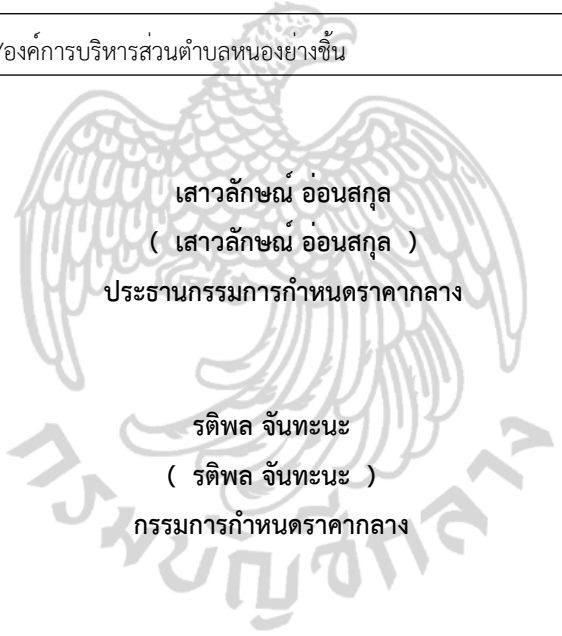 /องค์การบริหารส่วนตำบลหนองย่างชิ้น
เสาวลักษณ์ อ่อนสกุล
( เสาวลักษณ์ อ่อนสกุล )
ประธานกรรมการกำหนดราคากลาง
รติพล จันทะนะ
( รติพล จันทะนะ )
กรรมการกำหนดราคากลาง
กรมบัญชีกลาง